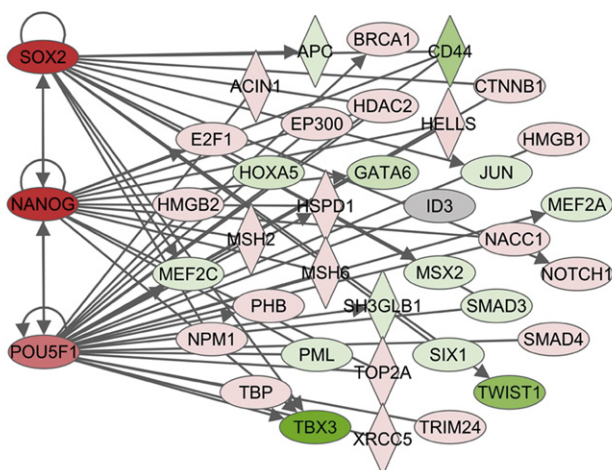 SOX2
APC
BRCA1
CD44
ACIN1
CTNNB1
HDAC2
EP300
HELLS
E2F1
HMGB1
HOXA5
GATA6
JUN
NANOG
HMGB2
HSPD1
ID3
MEF2A
MSH2
NACC1
MEF2C
MSH6
MSX2
NOTCH1
PHB
SH3GLB1
SMAD3
POU5F1
NPM1
PML
SIX1
SMAD4
TOP2A
TBP
TWIST1
TBX3
XRCC5
TRIM24